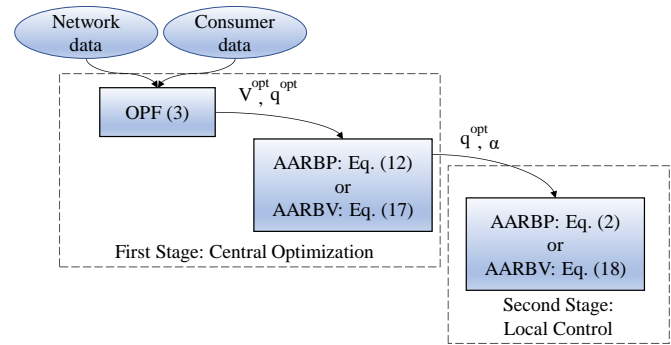 Network
data
Consumer
data
OPF (3)
V^opt, q^opt
AARBP: Eq. (12)
or
AARBV: Eq. (17)
First Stage: Central Optimization
q^opt, α
AARBP: Eq. (2)
or
AARBV: Eq. (18)
Second Stage:
Local Control